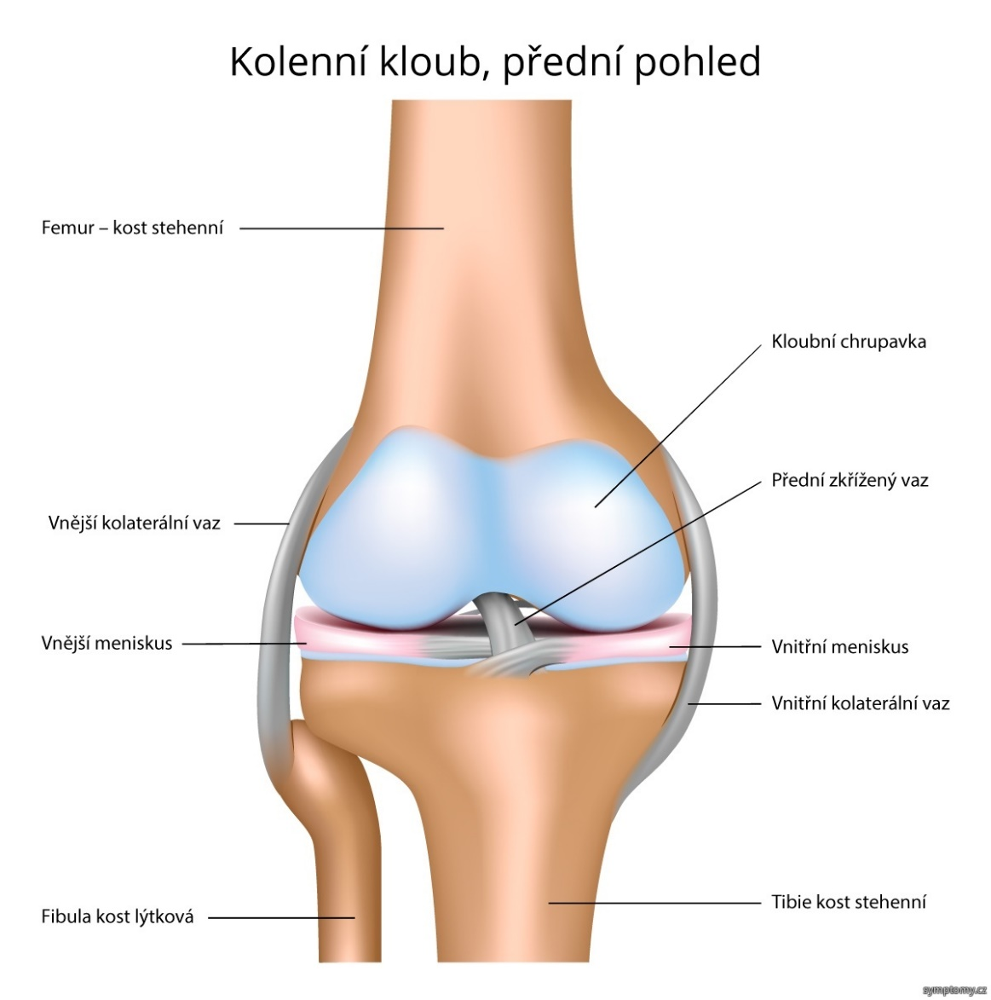 Kolenní kloub, přední pohled
Femur – kost stehenní
Kloubní chrupavka
Přední zkřížený vaz
Vnější kolaterální vaz
Vnější meniskus
Vnitřní meniskus
Vnitřní kolaterální vaz
Tibie kost stehenní
Fibula kost lýtková
symptomy.cz